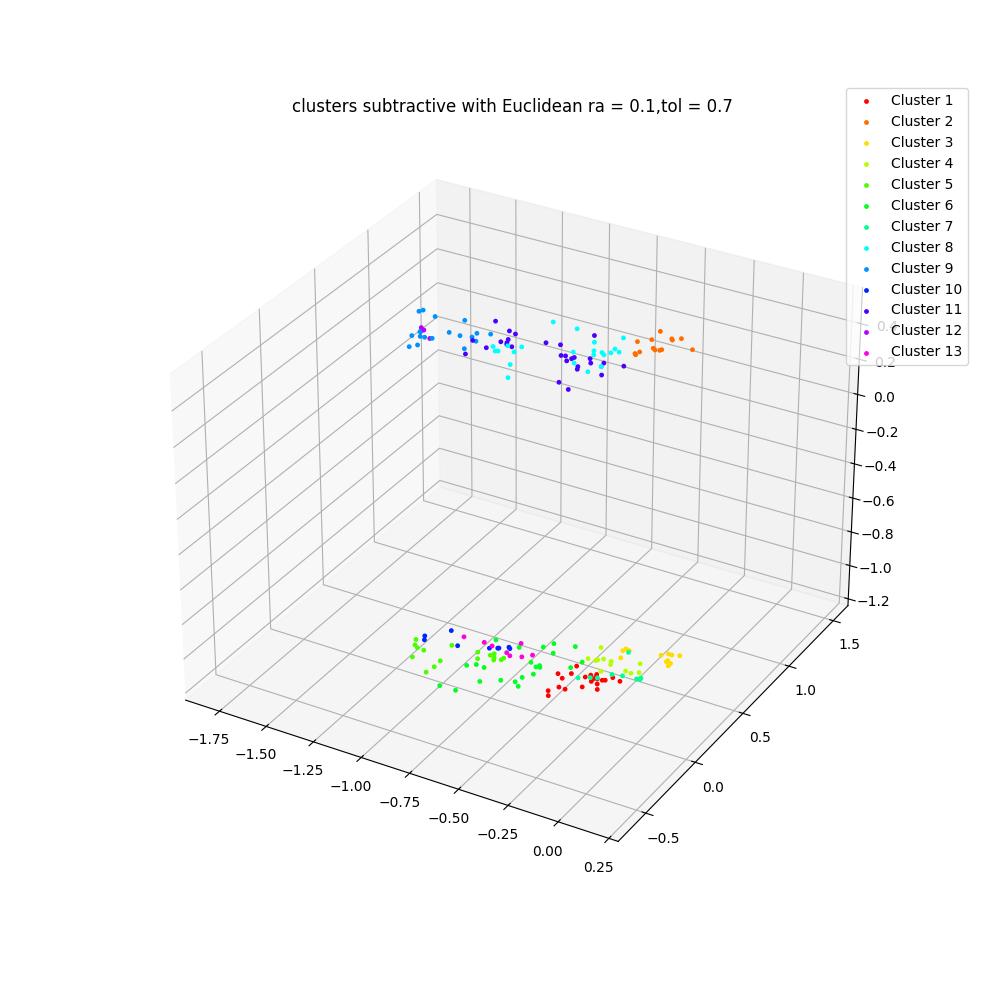 clusters subtractive with Euclidean ra = 0.1,tol = 0.7
Cluster 1
Cluster 2
Cluster 3
Cluster 4
Cluster 5
Cluster 6
Cluster 7
Cluster 8
Cluster 9
Cluster 10
Cluster 11
Cluster 12
Cluster 13
0.2
0.0
−0.2
−0.4
−0.6
−0.8
−1.0
−1.2
1.5
1.0
0.5
0.0
−0.5
−1.75
−1.50
−1.25
−1.00
−0.75
−0.50
−0.25
0.00
0.25